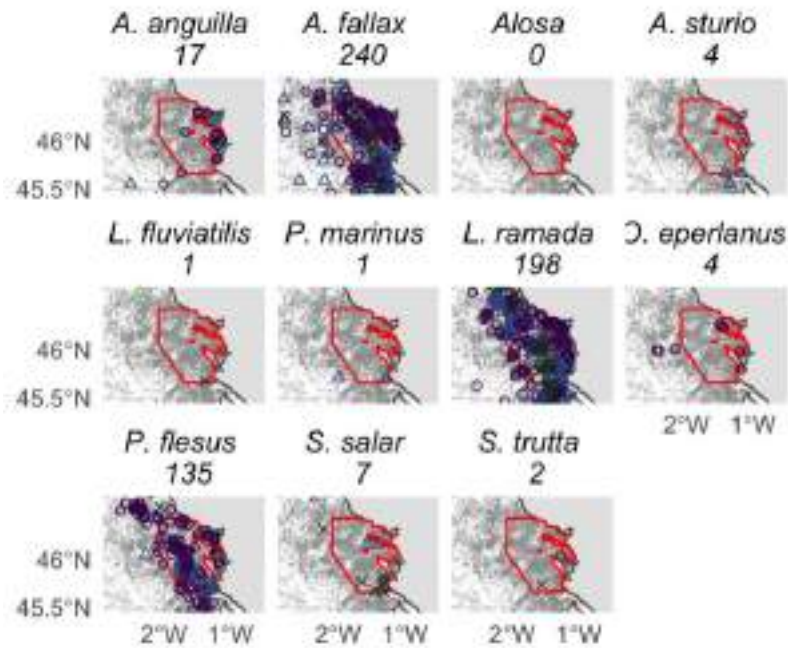 A. anguilla A. fallax Alosa A. sturio
17 240 0 4
46°N
45.5°N
L. fluviatilis P. marinus L. ramada O. eperlanus
1 1 198 4
46°N
45.5°N
2°W 1°W
P. flesus S. salar S. trutta
135 7 2
46°N
45.5°N
2°W 1°W 2°W 1°W 2°W 1°W